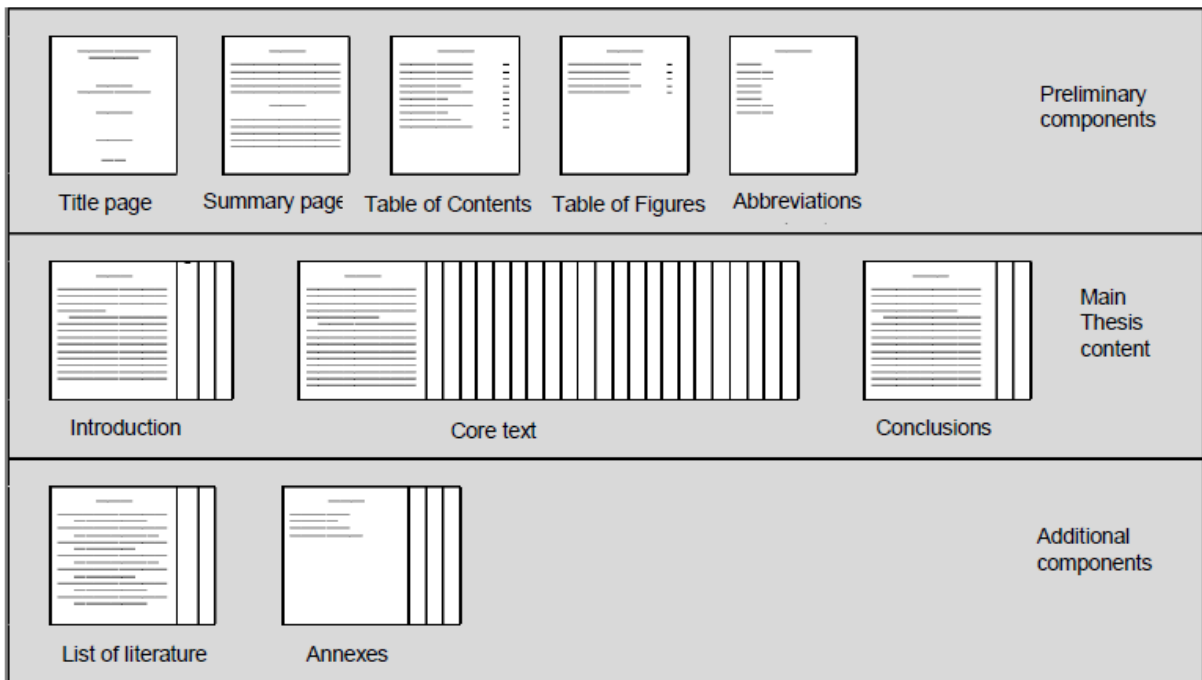 Preliminary
components
Title page
Summary page
Table of Contents
Table of Figures
Abbreviations
Main
Thesis
content
Introduction
Core text
Conclusions
Additional
components
List of literature
Annexes